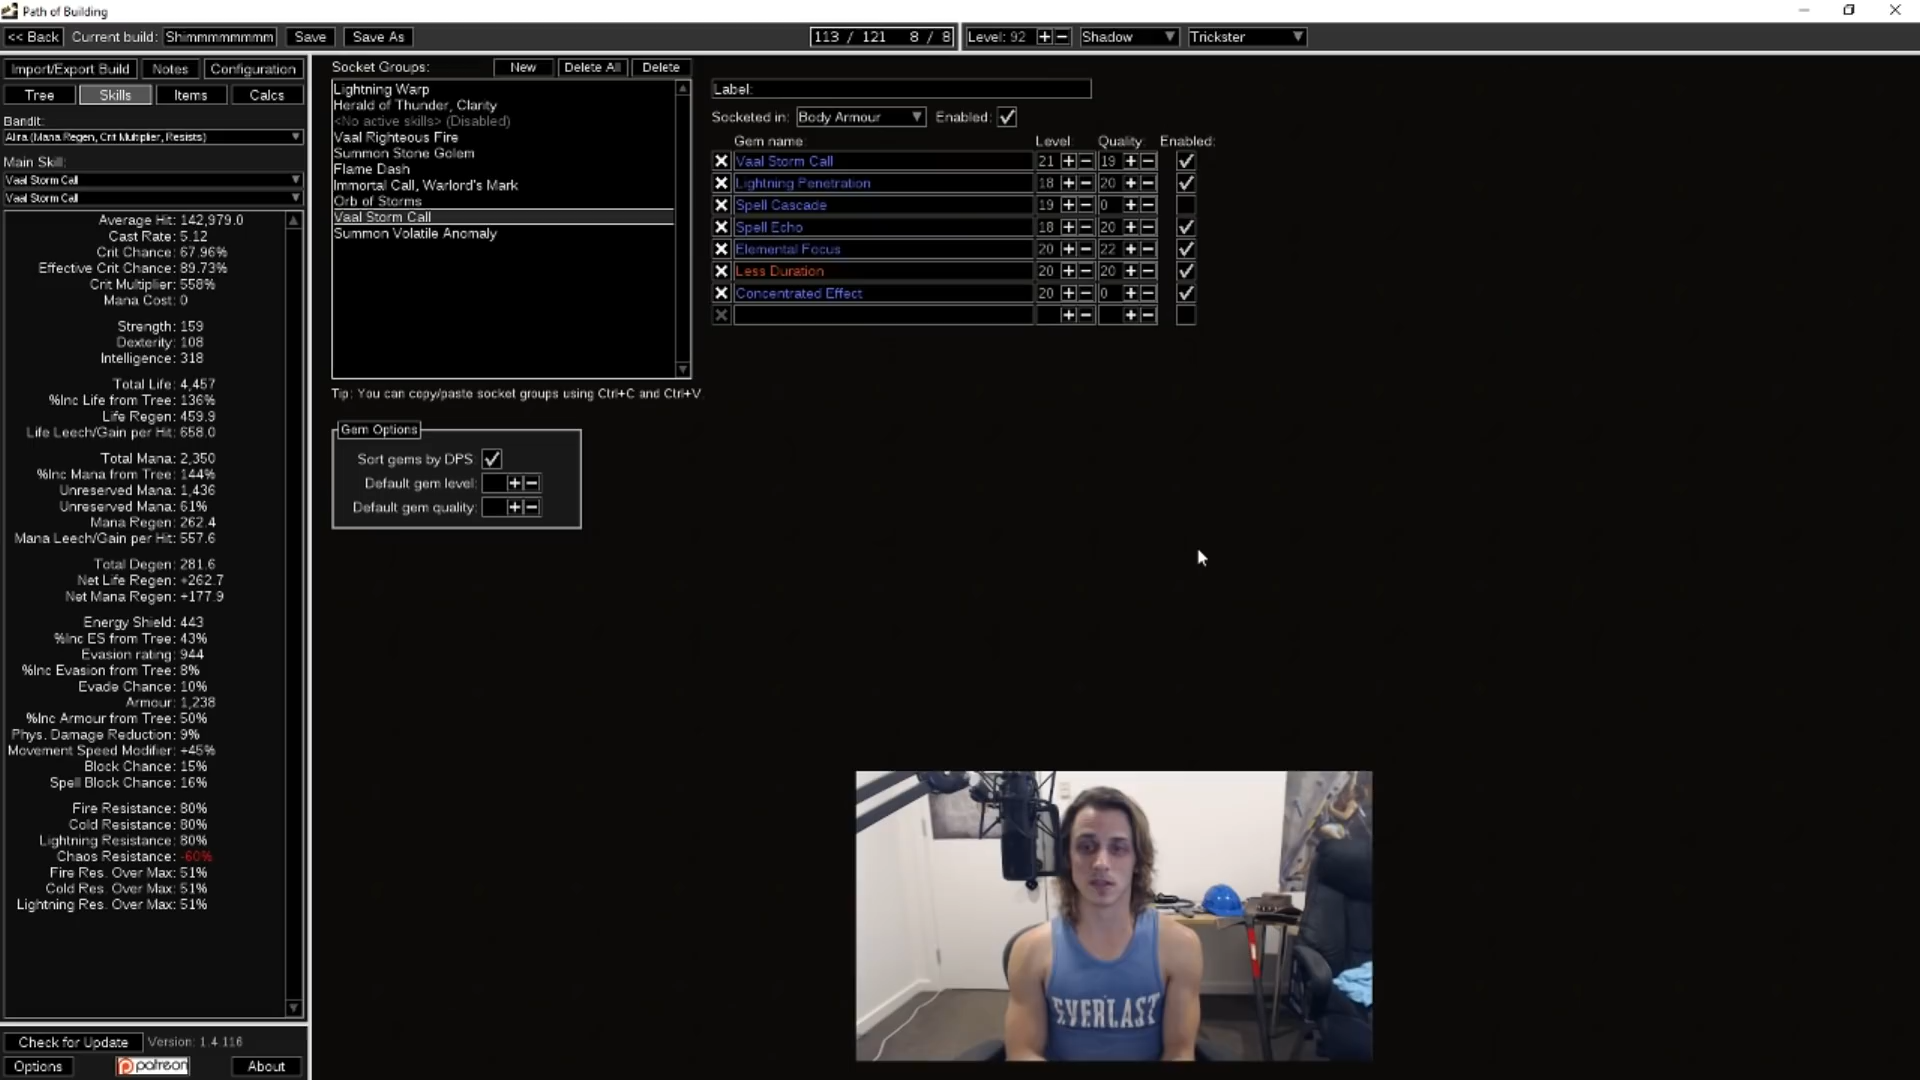 Path of Building
<< Back Current build: Shimmmmmmmm Save Save As 113 / 121 8 / 8 Level: 92 + − Shadow Trickster
Import/Export Build Notes Configuration
Tree Skills Items Calcs
Bandit:
Alira (Mana Regen, Crit Multiplier, Resists)
Main Skill:
Vaal Storm Call
Vaal Storm Call
Average Hit: 142,979.0
Cast Rate: 5.12
Crit Chance: 67.96%
Effective Crit Chance: 89.73%
Crit Multiplier: 558%
Mana Cost: 0
Strength: 159
Dexterity: 108
Intelligence: 318
Total Life: 4,457
%Inc Life from Tree: 136%
Life Regen: 459.9
Life Leech/Gain per Hit: 658.0
Total Mana: 2,350
%Inc Mana from Tree: 144%
Unreserved Mana: 1,436
Unreserved Mana: 61%
Mana Regen: 262.4
Mana Leech/Gain per Hit: 557.6
Total Degen: 281.6
Net Life Regen: +262.7
Net Mana Regen: +177.9
Energy Shield: 443
%Inc ES from Tree: 43%
Evasion rating: 944
%Inc Evasion from Tree: 8%
Evade Chance: 10%
Armour: 1,238
%Inc Armour from Tree: 50%
Phys. Damage Reduction: 9%
Movement Speed Modifier: +45%
Block Chance: 15%
Spell Block Chance: 16%
Fire Resistance: 80%
Cold Resistance: 80%
Lightning Resistance: 80%
Chaos Resistance: -60%
Fire Res. Over Max: 51%
Cold Res. Over Max: 51%
Lightning Res. Over Max: 51%
Check for Update Version: 1.4.116
Options patreon About
Socket Groups: New Delete All Delete
Lightning Warp
Herald of Thunder, Clarity
<No active skills> (Disabled)
Vaal Righteous Fire
Summon Stone Golem
Flame Dash
Immortal Call, Warlord's Mark
Orb of Storms
Vaal Storm Call
Summon Volatile Anomaly
Tip: You can copy/paste socket groups using Ctrl+C and Ctrl+V.
Gem Options
Sort gems by DPS
Default gem level: + −
Default gem quality: + −
Label:
Socketed in: Body Armour Enabled:
Gem name: Level: Quality: Enabled:
Vaal Storm Call 21 + − 19 + −
Lightning Penetration 18 + − 20 + −
Spell Cascade 19 + − 0 + −
Spell Echo 18 + − 20 + −
Elemental Focus 20 + − 22 + −
Less Duration 20 + − 20 + −
Concentrated Effect 20 + − 0 + −
+ − + −
EVERLAST